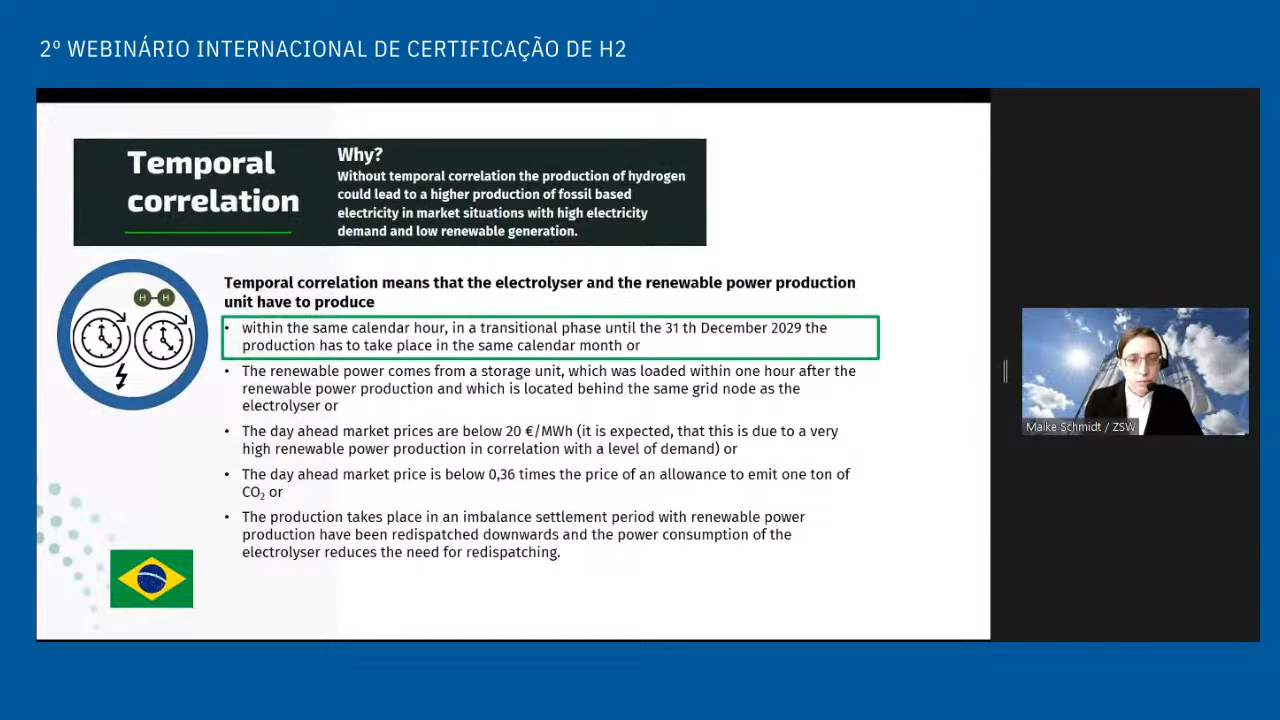 2º WEBINÁRIO INTERNACIONAL DE CERTIFICAÇÃO DE H2
Temporal
correlation
Why?
Without temporal correlation the production of hydrogen
could lead to a higher production of fossil based
electricity in market situations with high electricity
demand and low renewable generation.
H-H
Temporal correlation means that the electrolyser and the renewable power production
unit have to produce
• within the same calendar hour, in a transitional phase until the 31 th December 2029 the
production has to take place in the same calendar month or
• The renewable power comes from a storage unit, which was loaded within one hour after the
renewable power production and which is located behind the same grid node as the
electrolyser or
• The day ahead market prices are below 20 €/MWh (it is expected, that this is due to a very
high renewable power production in correlation with a level of demand) or
• The day ahead market price is below 0,36 times the price of an allowance to emit one ton of
CO₂ or
• The production takes place in an imbalance settlement period with renewable power
production have been redispatched downwards and the power consumption of the
electrolyser reduces the need for redispatching.
Maike Schmidt / ZSW